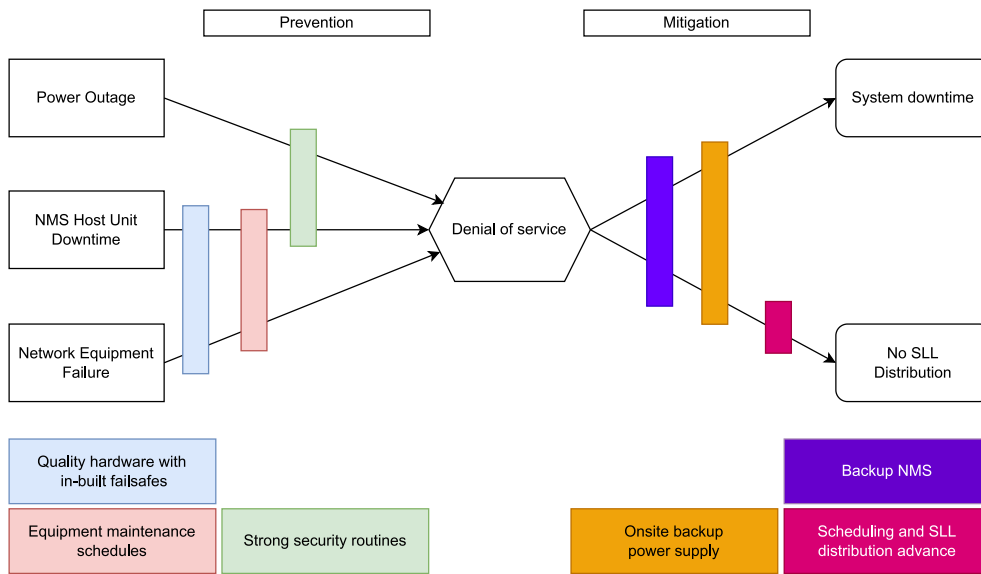 Prevention
Mitigation
Power Outage
System downtime
NMS Host Unit
Downtime
Denial of service
Network Equipment
Failure
No SLL
Distribution
Quality hardware with
in-built failsafes
Backup NMS
Equipment maintenance
schedules
Strong security routines
Onsite backup
power supply
Scheduling and SLL
distribution advance